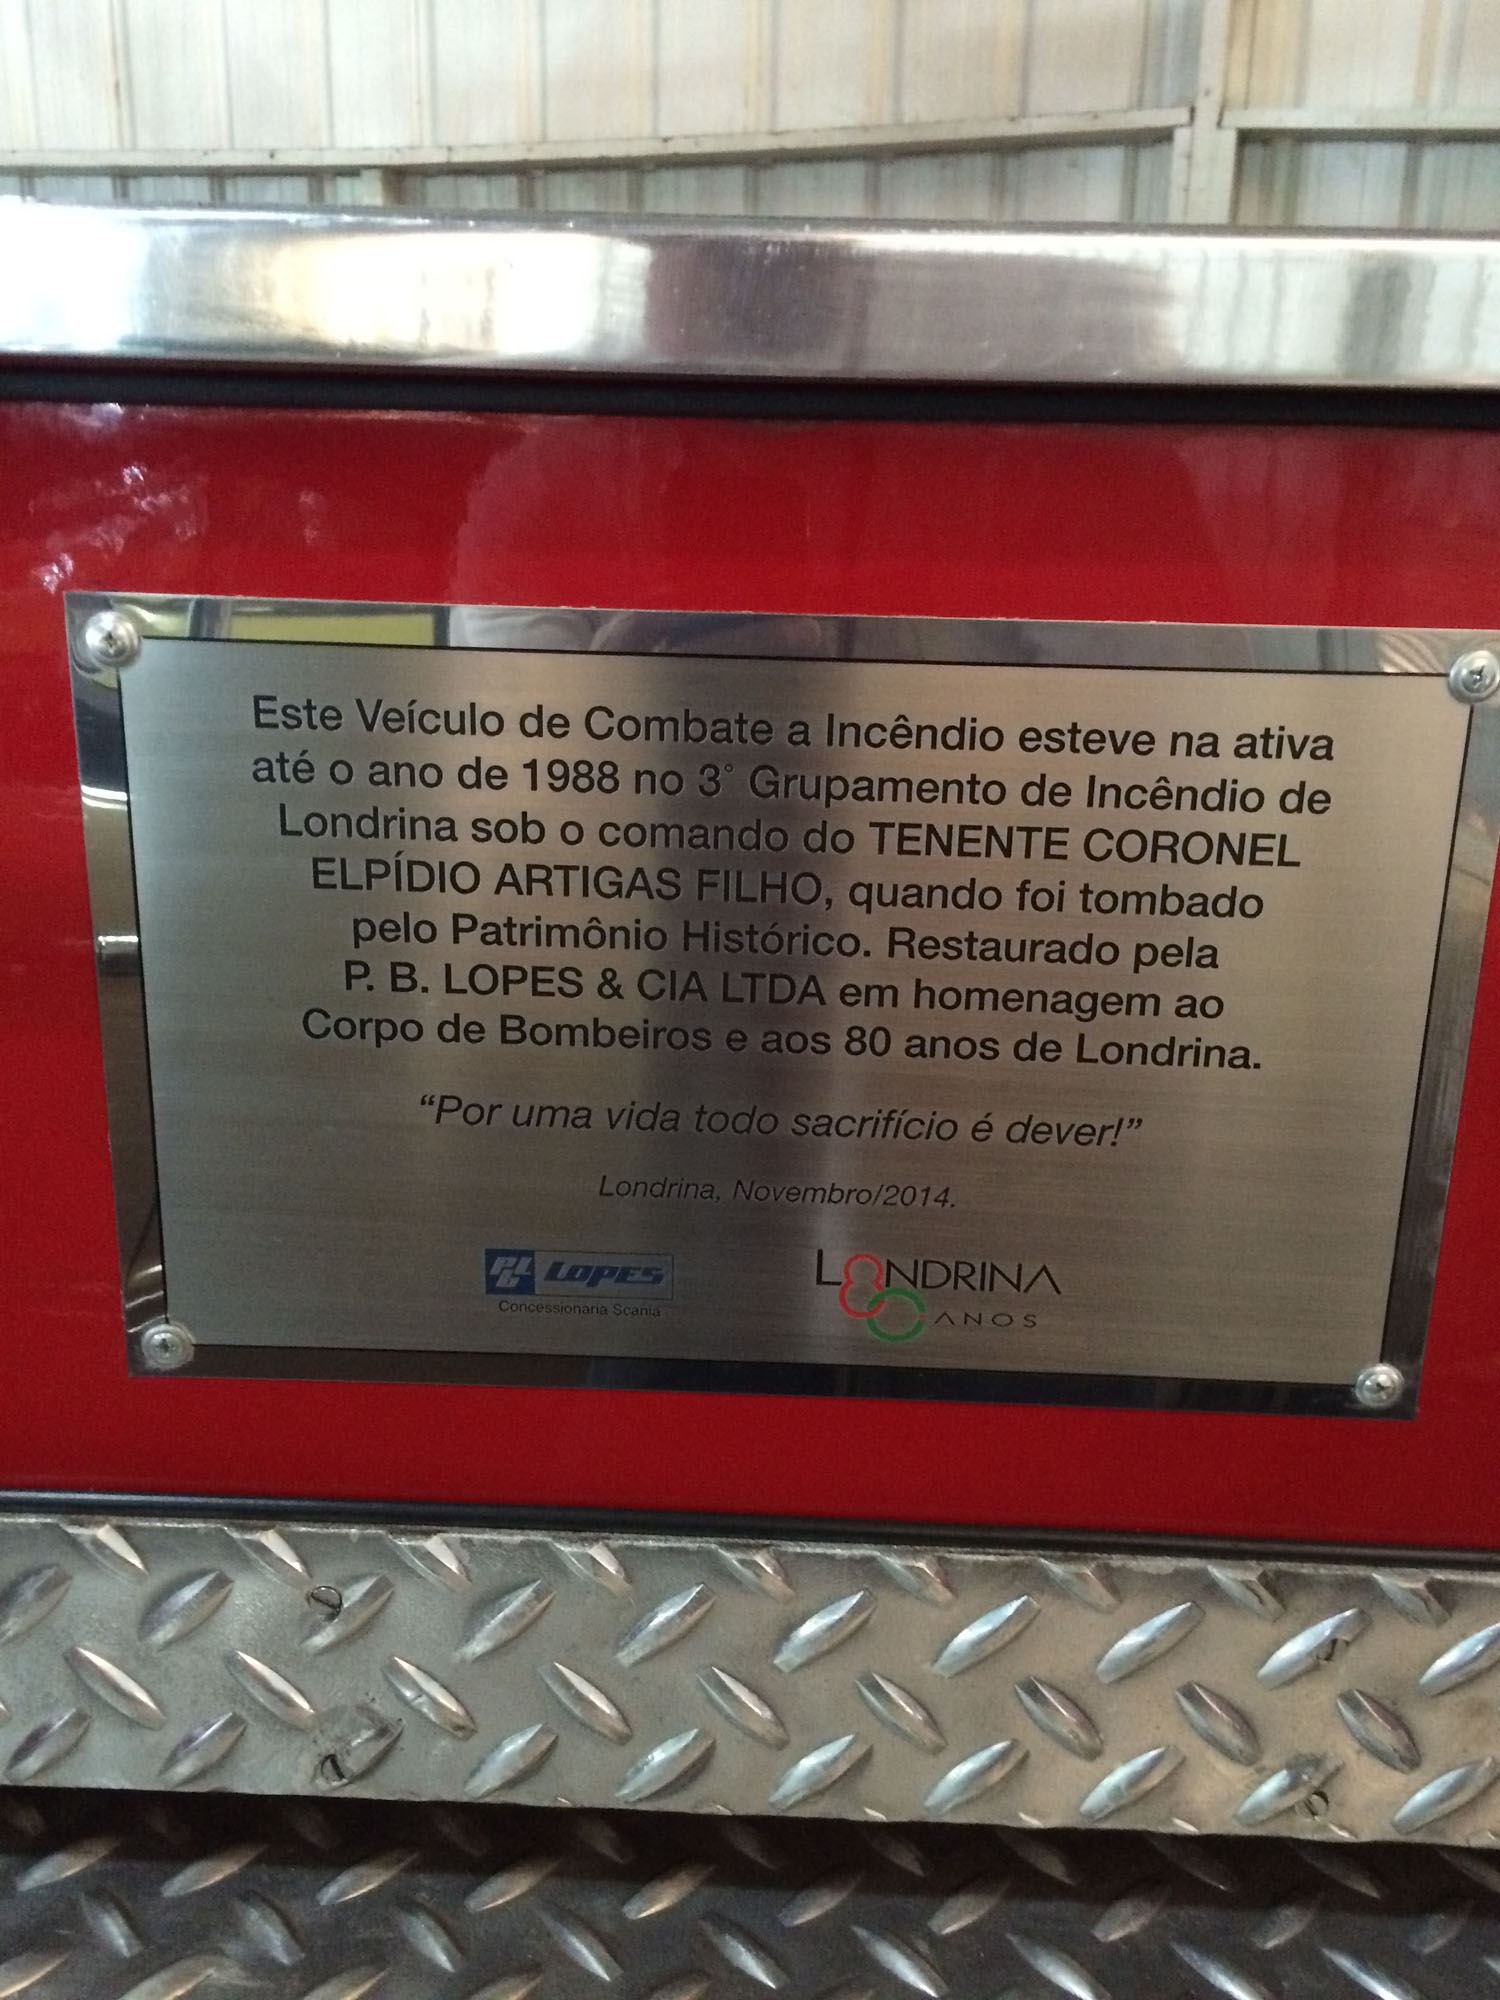 Este Veículo de Combate a Incêndio esteve na ativa
até o ano de 1988 no 3° Grupamento de Incêndio de
Londrina sob o comando do TENENTE CORONEL
ELPÍDIO ARTIGAS FILHO, quando foi tombado
pelo Patrimônio Histórico. Restaurado pela
P. B. LOPES & CIA LTDA em homenagem ao
Corpo de Bombeiros e aos 80 anos de Londrina.
“Por uma vida todo sacrifício é dever!”
Londrina, Novembro/2014.
PBL LOPES
Concessionária Scania
LONDRINA
80 ANOS